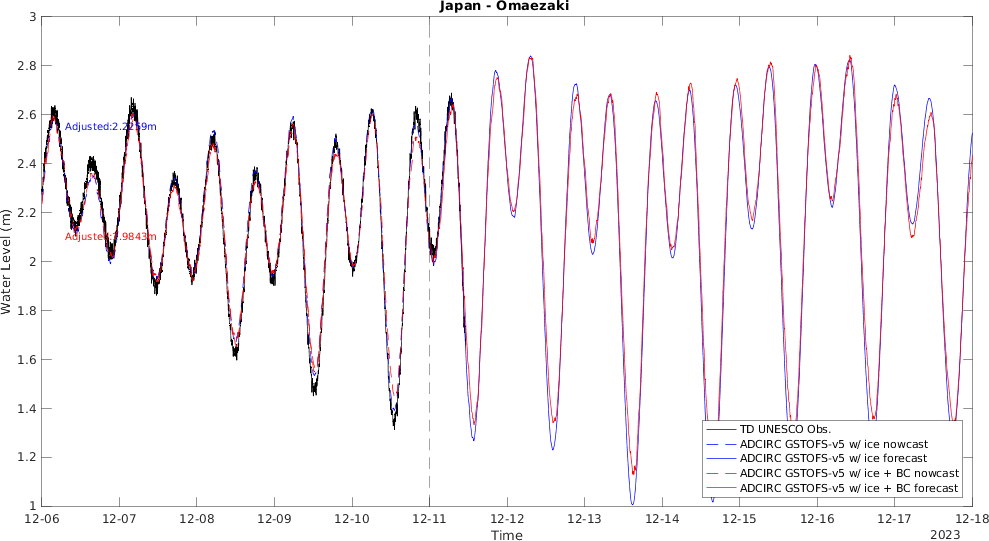 Japan - Omaezaki
3
2.8
2.6
2.4
2.2
2
1.8
1.6
1.4
1.2
1
Water Level (m)
Adjusted:2.2259m
Adjusted:1.9843m
TD UNESCO Obs.
ADCIRC GSTOFS-v5 w/ ice nowcast
ADCIRC GSTOFS-v5 w/ ice forecast
ADCIRC GSTOFS-v5 w/ ice + BC nowcast
ADCIRC GSTOFS-v5 w/ ice + BC forecast
12-06 12-07 12-08 12-09 12-10 12-11 12-12 12-13 12-14 12-15 12-16 12-17 12-18
Time
2023